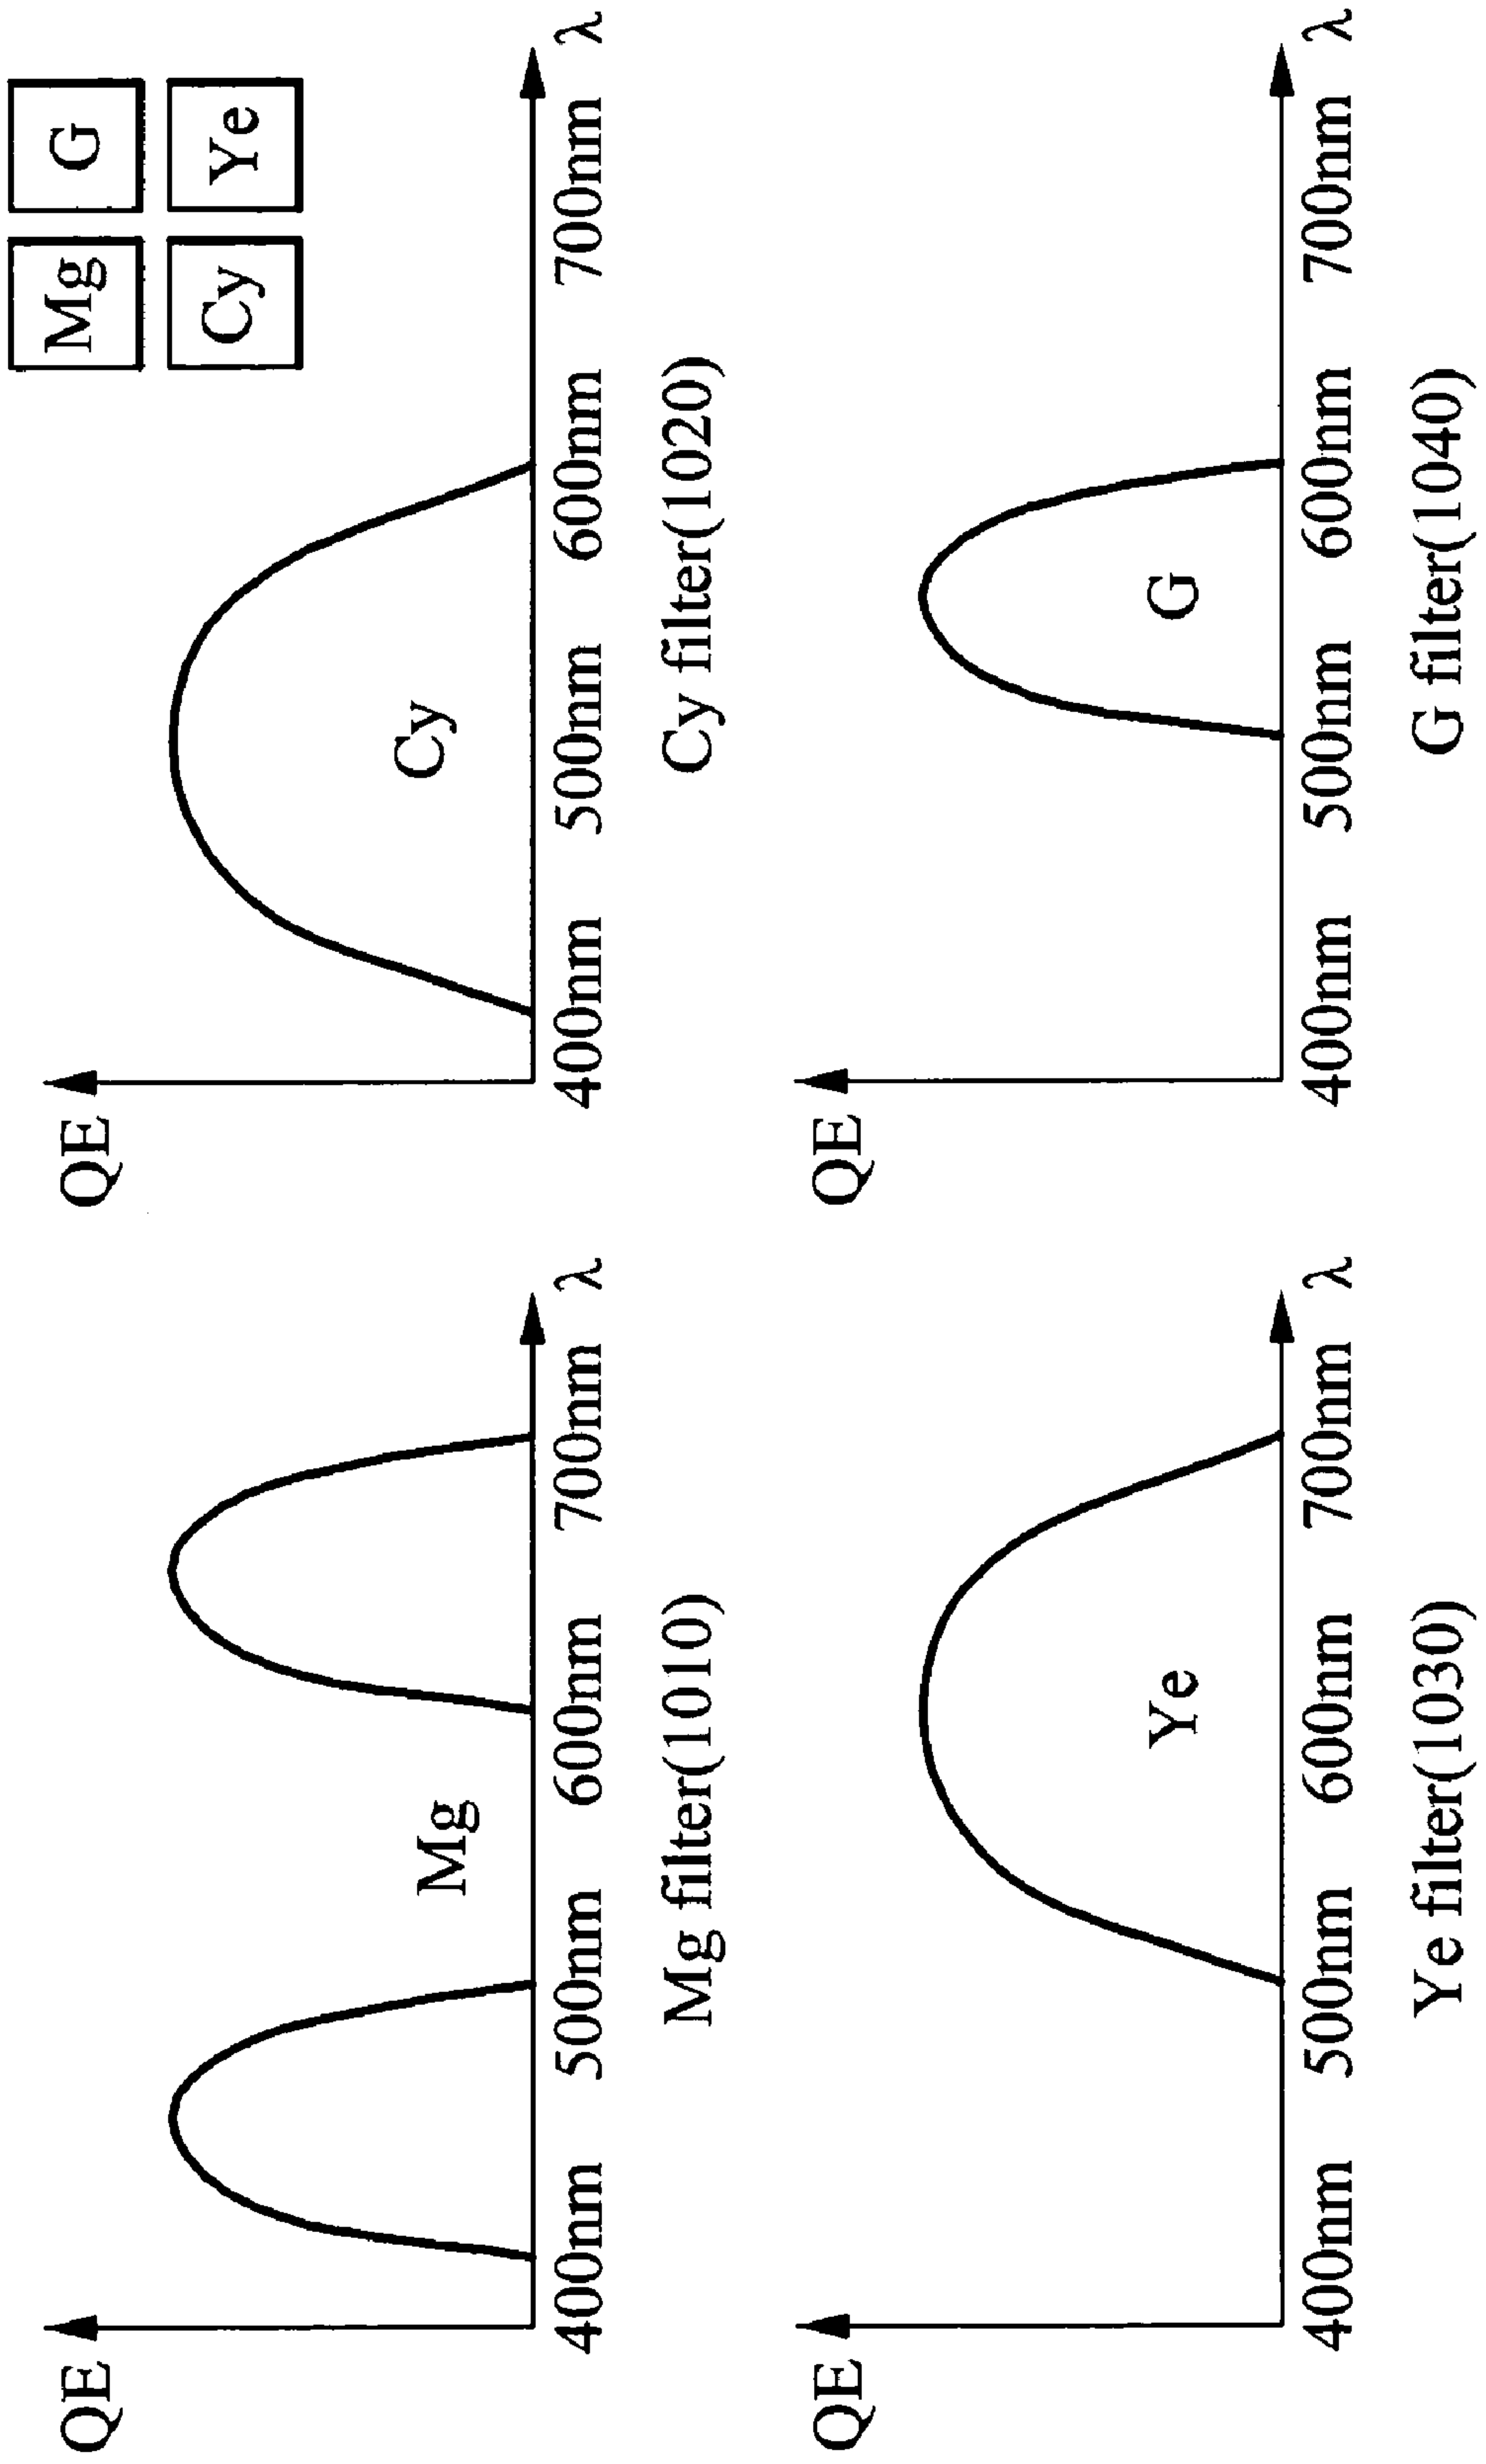 Mg G
Cy Ye
QE
Mg
400nm 500nm 600nm 700nm λ
Mg filter(1010)
QE
Cy
400nm 500nm 600nm 700nm λ
Cy filter(1020)
QE
Ye
400nm 500nm 600nm 700nm λ
Ye filter(1030)
QE
G
400nm 500nm 600nm 700nm λ
G filter(1040)